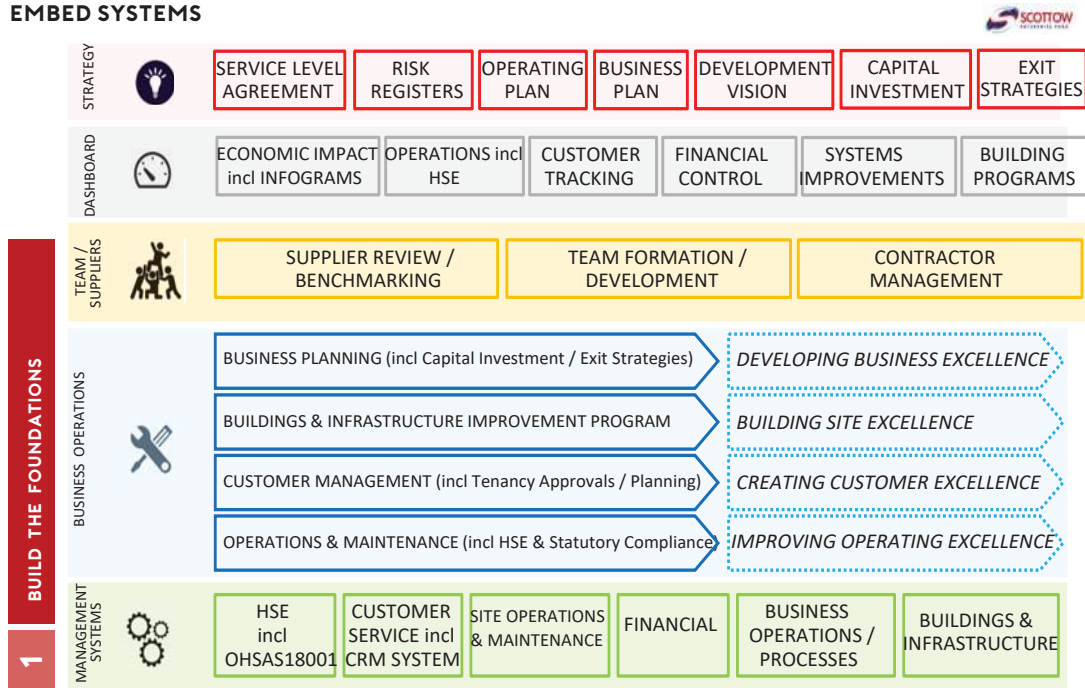 EMBED SYSTEMS
SCOTTOW
STRATEGY
SERVICE LEVEL
AGREEMENT
RISK
REGISTERS
OPERATING
PLAN
BUSINESS
PLAN
DEVELOPMENT
VISION
CAPITAL
INVESTMENT
EXIT
STRATEGIES
DASHBOARD
ECONOMIC IMPACT
incl INFOGRAMS
OPERATIONS incl
HSE
CUSTOMER
TRACKING
FINANCIAL
CONTROL
SYSTEMS
IMPROVEMENTS
BUILDING
PROGRAMS
TEAM /
SUPPLIERS
SUPPLIER REVIEW /
BENCHMARKING
TEAM FORMATION /
DEVELOPMENT
CONTRACTOR
MANAGEMENT
BUSINESS OPERATIONS
BUSINESS PLANNING (incl Capital Investment / Exit Strategies)
DEVELOPING BUSINESS EXCELLENCE
BUILDINGS & INFRASTRUCTURE IMPROVEMENT PROGRAM
BUILDING SITE EXCELLENCE
CUSTOMER MANAGEMENT (incl Tenancy Approvals / Planning)
CREATING CUSTOMER EXCELLENCE
OPERATIONS & MAINTENANCE (incl HSE & Statutory Compliance)
IMPROVING OPERATING EXCELLENCE
MANAGEMENT
SYSTEMS
HSE
incl
OHSAS18001
CUSTOMER
SERVICE incl
CRM SYSTEM
SITE OPERATIONS
& MAINTENANCE
FINANCIAL
BUSINESS
OPERATIONS /
PROCESSES
BUILDINGS &
INFRASTRUCTURE
BUILD THE FOUNDATIONS
1